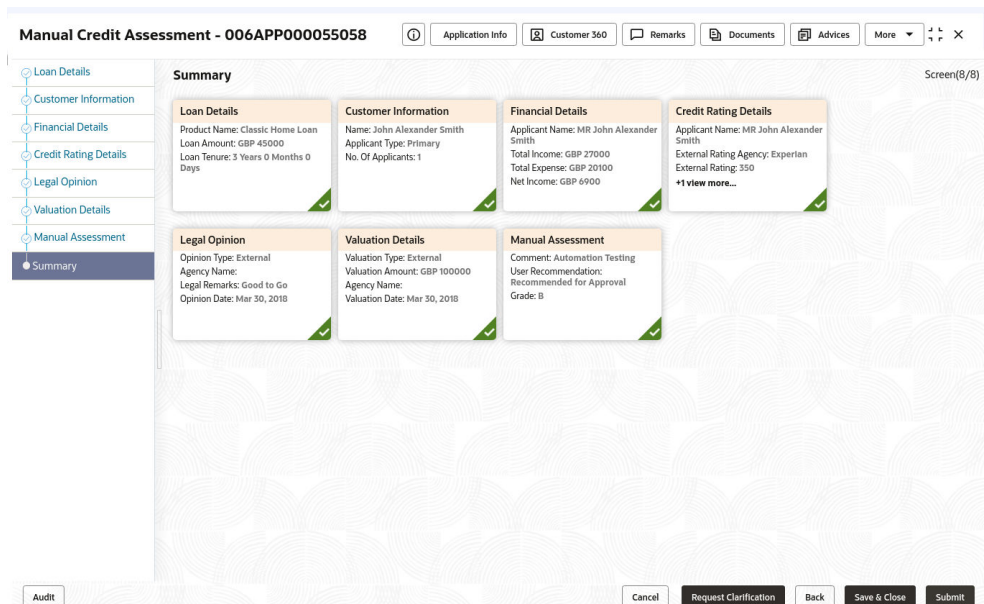 Manual Credit Assessment - 006APP000055058
Application Info
Customer 360
Remarks
Documents
Advices
More
Loan Details
Customer Information
Financial Details
Credit Rating Details
Legal Opinion
Valuation Details
Manual Assessment
Summary
Summary
Screen(8/8)
Loan Details
Product Name: Classic Home Loan
Loan Amount: GBP 45000
Loan Tenure: 3 Years 0 Months 0
Days
Customer Information
Name: John Alexander Smith
Applicant Type: Primary
No. Of Applicants: 1
Financial Details
Applicant Name: MR John Alexander
Smith
Total Income: GBP 27000
Total Expense: GBP 20100
Net Income: GBP 6900
Credit Rating Details
Applicant Name: MR John Alexander
Smith
External Rating Agency: Experian
External Rating: 350
+1 view more...
Legal Opinion
Opinion Type: External
Agency Name:
Legal Remarks: Good to Go
Opinion Date: Mar 30, 2018
Valuation Details
Valuation Type: External
Valuation Amount: GBP 100000
Agency Name:
Valuation Date: Mar 30, 2018
Manual Assessment
Comment: Automation Testing
User Recommendation:
Recommended for Approval
Grade: B
Audit
Cancel
Request Clarification
Back
Save & Close
Submit